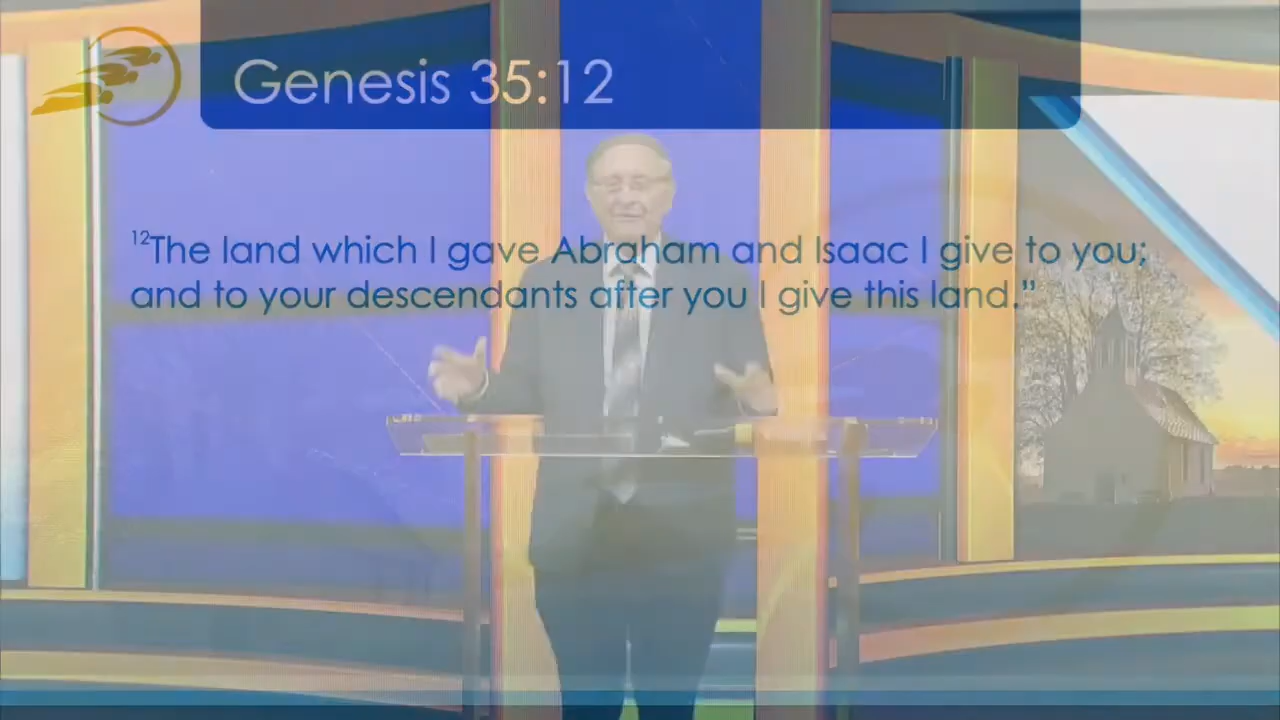 Genesis 35:12
¹²The land which I gave Abraham and Isaac I give to you;
and to your descendants after you I give this land.”